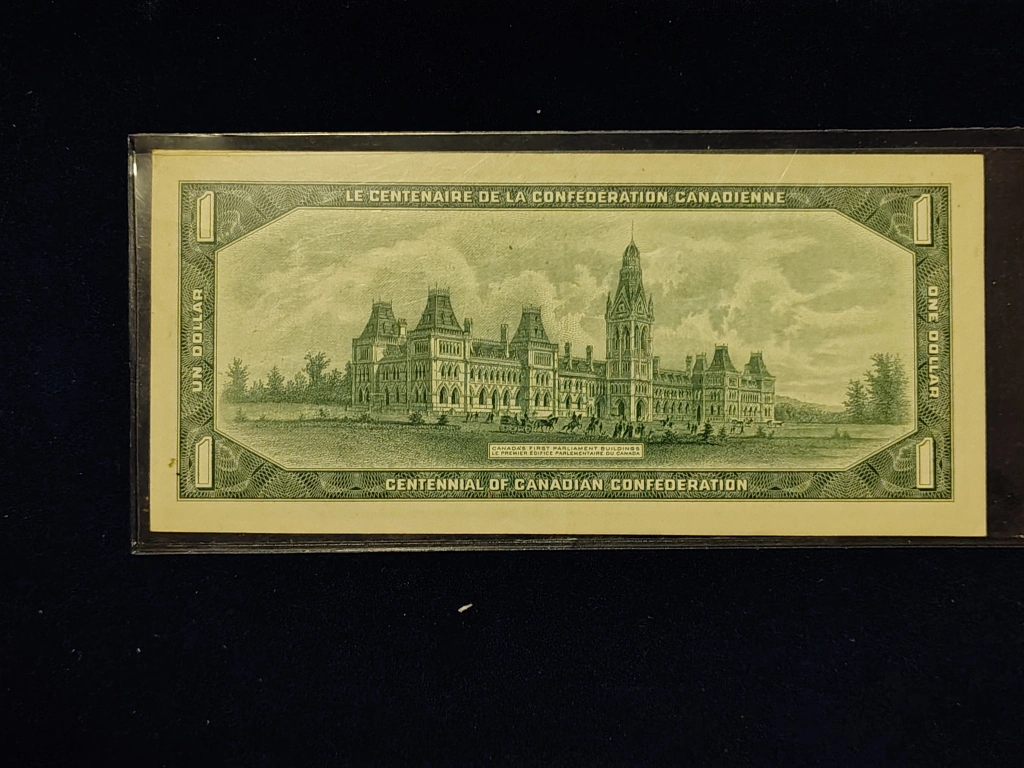 LE CENTENAIRE DE LA CONFEDERATION CANADIENNE
1
1
UN DOLLAR
ONE DOLLAR
CANADA'S FIRST PARLIAMENT BUILDINGS
LE PREMIER ÉDIFICE PARLEMENTAIRE DU CANADA
1
1
CENTENNIAL OF CANADIAN CONFEDERATION